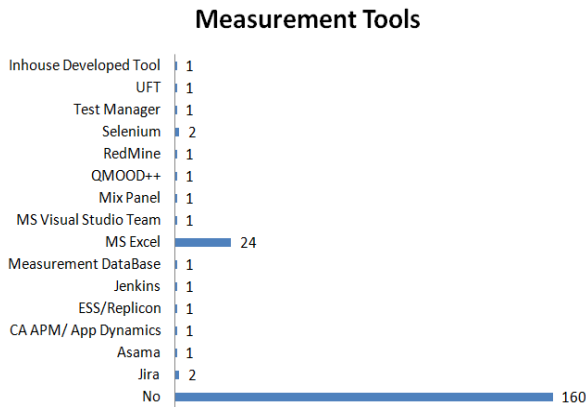 Measurement Tools
Inhouse Developed Tool 1
UFT 1
Test Manager 1
Selenium 2
RedMine 1
QMOOD++ 1
Mix Panel 1
MS Visual Studio Team 1
MS Excel 24
Measurement DataBase 1
Jenkins 1
ESS/Replicon 1
CA APM/ App Dynamics 1
Asama 1
Jira 2
No 160